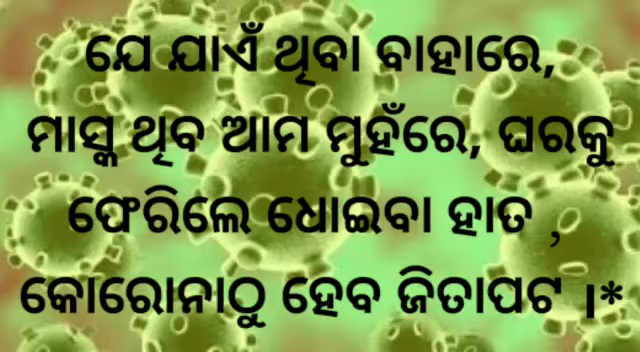 ଯେ ଯାଏଁ ଥିବା ବାହାରେ,
ମାସ୍କ ଥିବ ଆମ ମୁହଁରେ, ଘରକୁ
ଫେରିଲେ ଧୋଇବା ହାତ ,
କୋରୋନାଠୁ ହେବ ଜିତାପଟ ।*